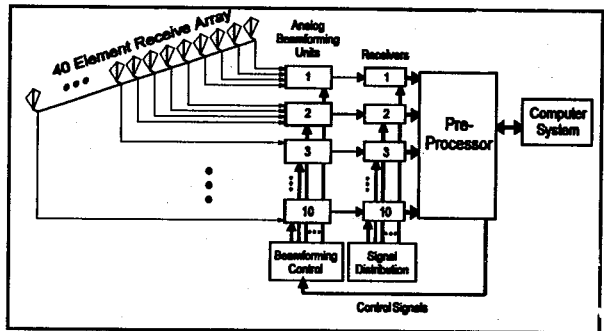 40 Element Receive Array
Analog
Beamforming
Units
Receivers
1
1
2
2
3
3
10
10
Pre-
Processor
Computer
System
Beamforming
Control
Signal
Distribution
Control Signals